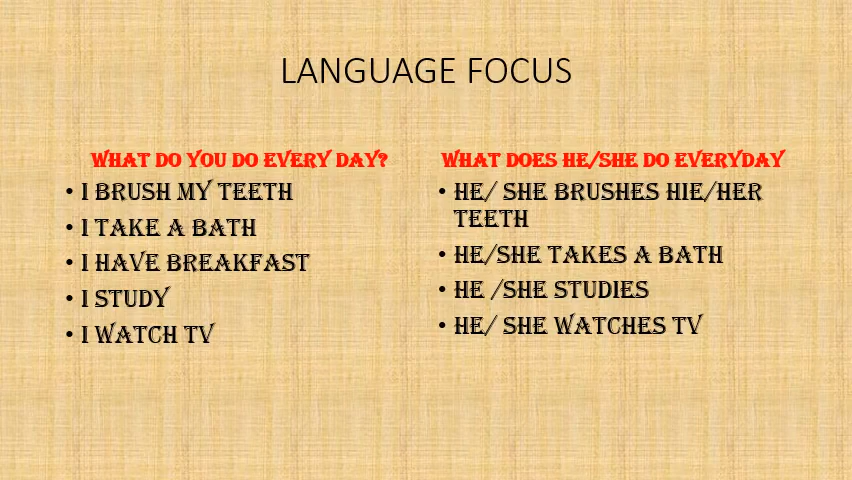 LANGUAGE FOCUS
WHAT DO YOU DO EVERY DAY?
• I BRUSH MY TEETH
• I TAKE A BATH
• I HAVE BREAKFAST
• I STUDY
• I WATCH TV
WHAT DOES HE/SHE DO EVERYDAY
• HE/ SHE BRUSHES HIE/HER
TEETH
• HE/SHE TAKES A BATH
• HE /SHE STUDIES
• HE/ SHE WATCHES TV